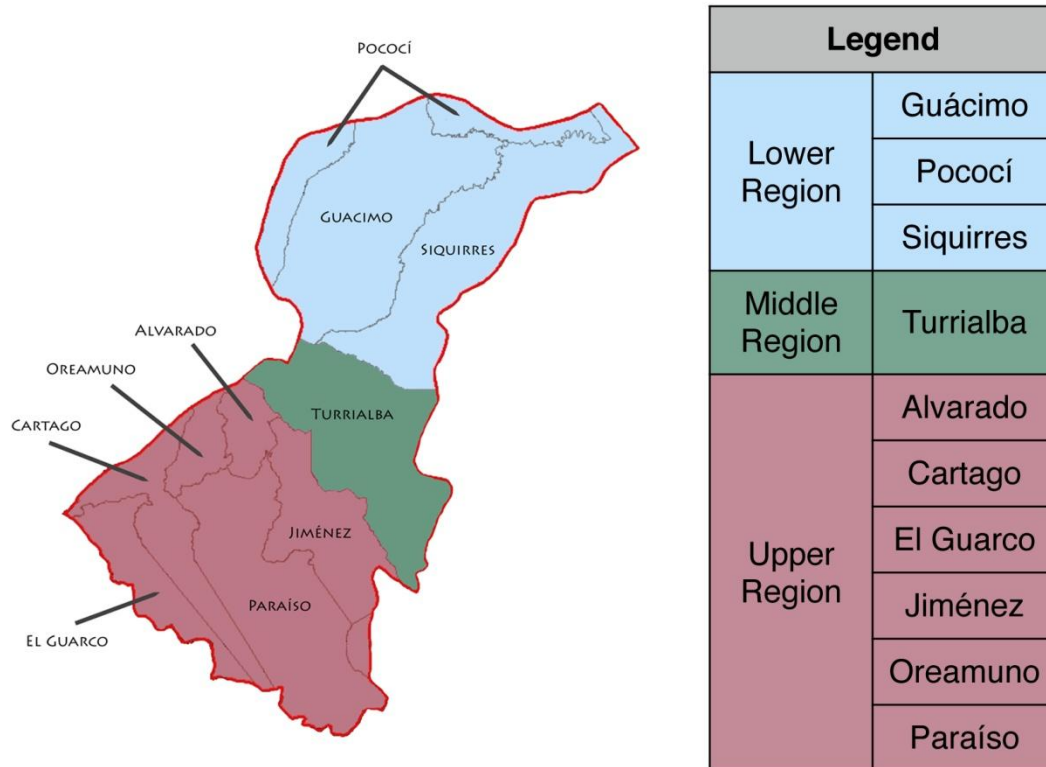 POCOCÍ
GUACIMO
SIQUIRRES
ALVARADO
OREAMUNO
CARTAGO
TURRIALBA
JIMÉNEZ
PARAÍSO
EL GUARCO
Legend
Lower
Region
Guácimo
Pococí
Siquirres
Middle
Region
Turrialba
Upper
Region
Alvarado
Cartago
El Guarco
Jiménez
Oreamuno
Paraíso